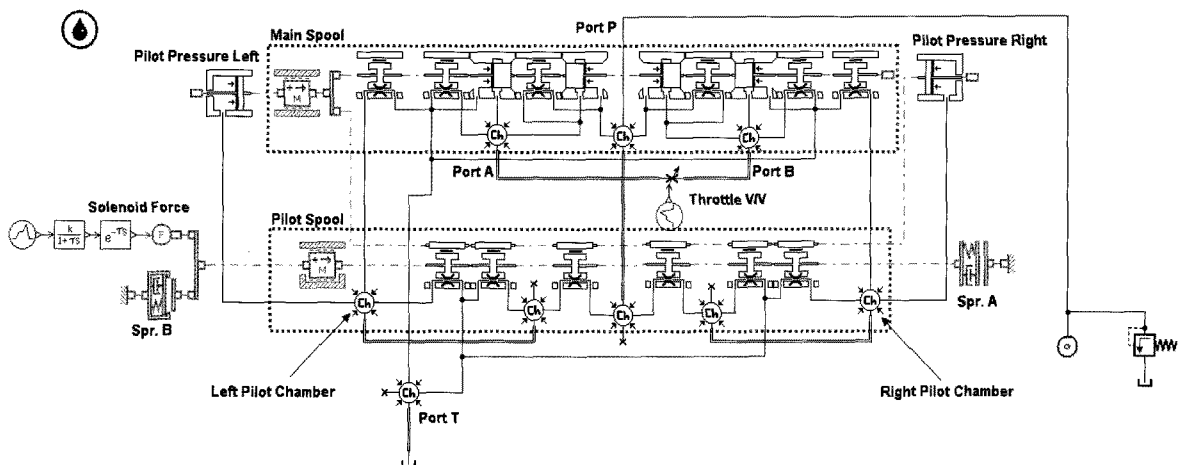 Port P
Main Spool
Pilot Pressure Left
Pilot Pressure Right
M
Ch
Ch
Ch
Port A
Port B
Throttle V/V
Solenoid Force
Pilot Spool
k
1+TS
e-TS
F
M
Ch
Ch
Ch
Ch
Ch
Spr. B
Spr. A
Left Pilot Chamber
Right Pilot Chamber
Ch
Port T